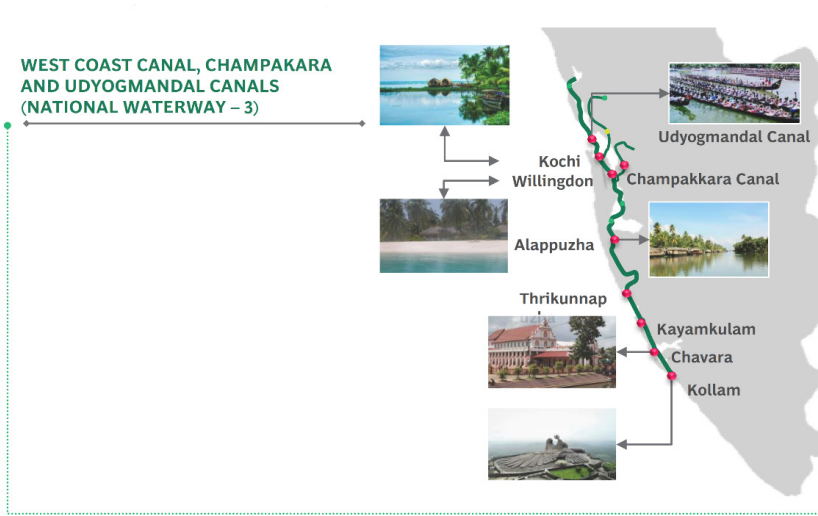 WEST COAST CANAL, CHAMPAKARA
AND UDYOGMANDAL CANALS
(NATIONAL WATERWAY – 3)
Udyogmandal Canal
Kochi
Willingdon
Champakkara Canal
Alappuzha
Thrikunnap
Kayamkulam
Chavara
Kollam